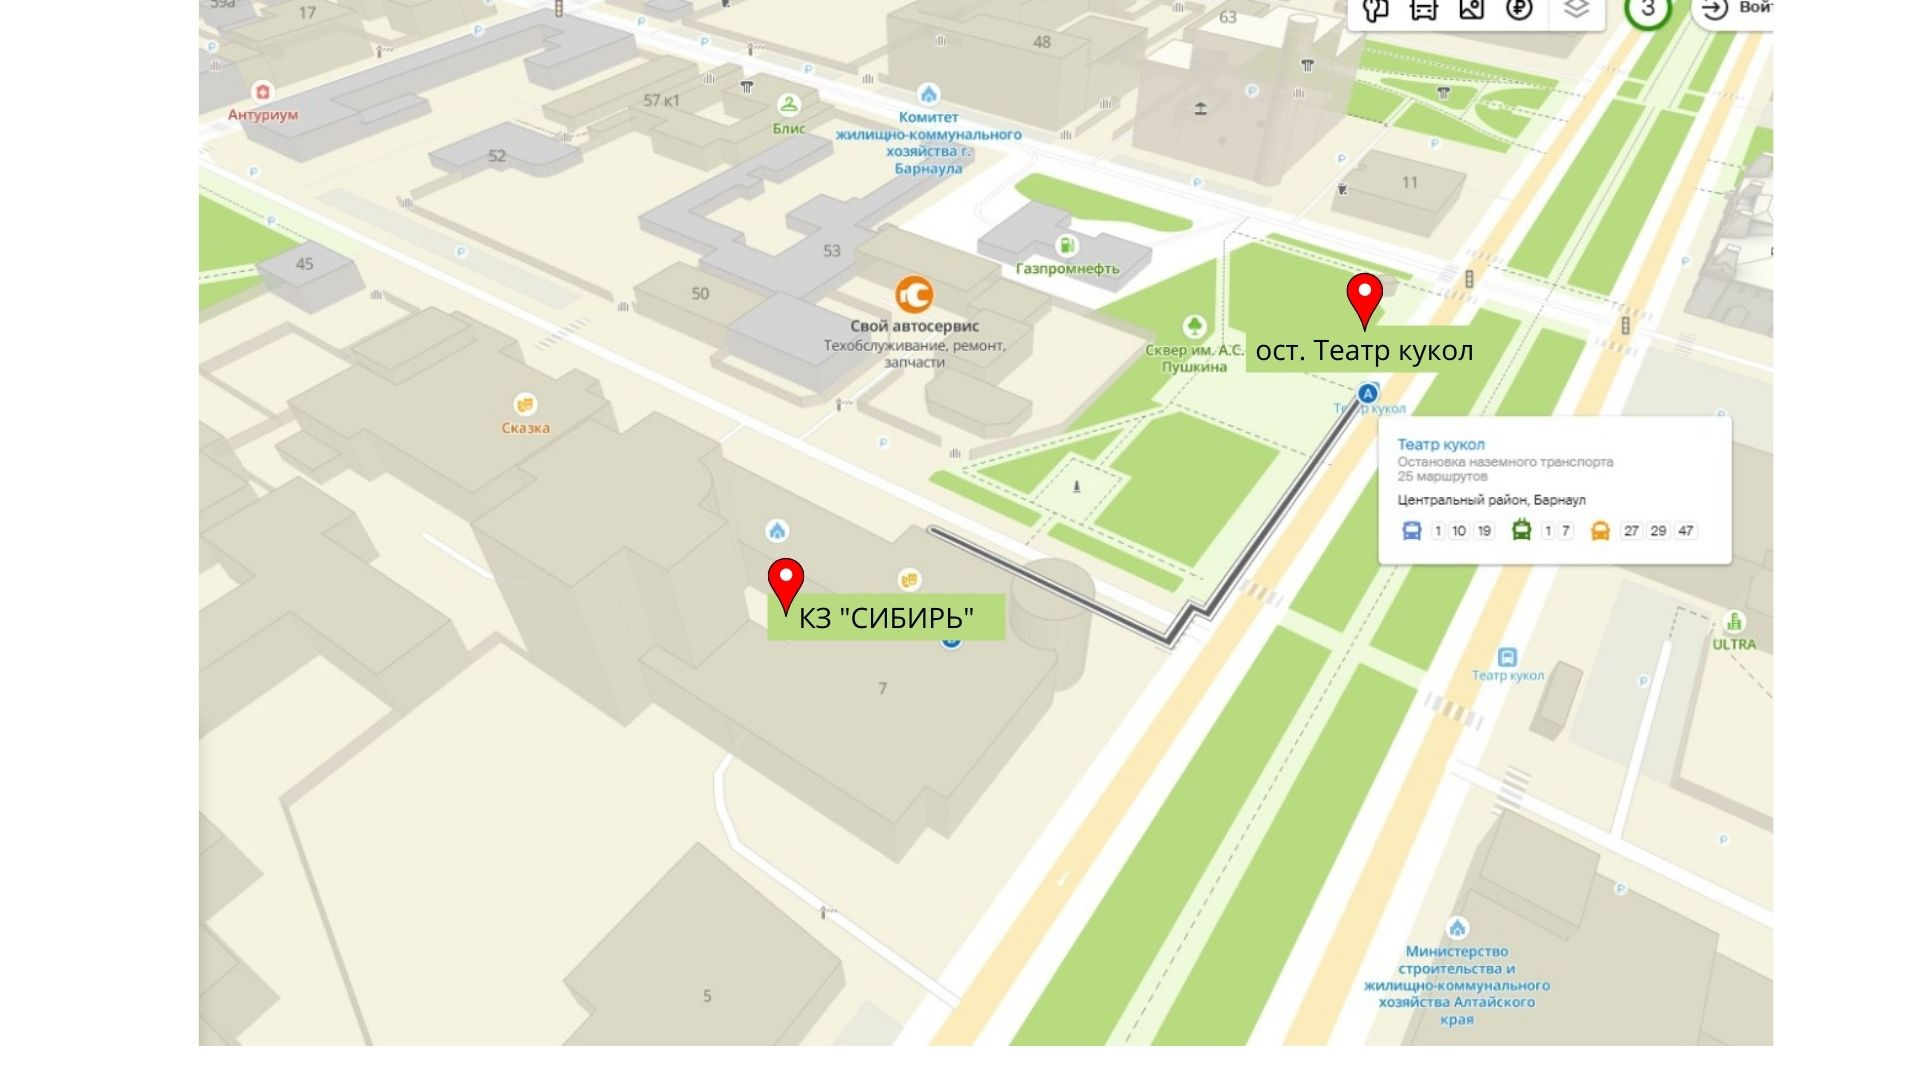 59а
17
63
48
3
Вой
Антуриум
57 к1
Блис
Комитет
жилищно-коммунального
хозяйства г.
Барнаула
52
11
53
45
Газпромнефть
50
Свой автосервис
Техобслуживание, ремонт,
запчасти
Сквер им. А.С.
Пушкина
ост. Театр кукол
A
Театр кукол
Сказка
Театр кукол
Остановка наземного транспорта
25 маршрутов
Центральный район, Барнаул
1 10 19 1 7 27 29 47
КЗ "СИБИРЬ"
7
ULTRA
Театр кукол
5
Министерство
строительства и
жилищно-коммунального
хозяйства Алтайского
края